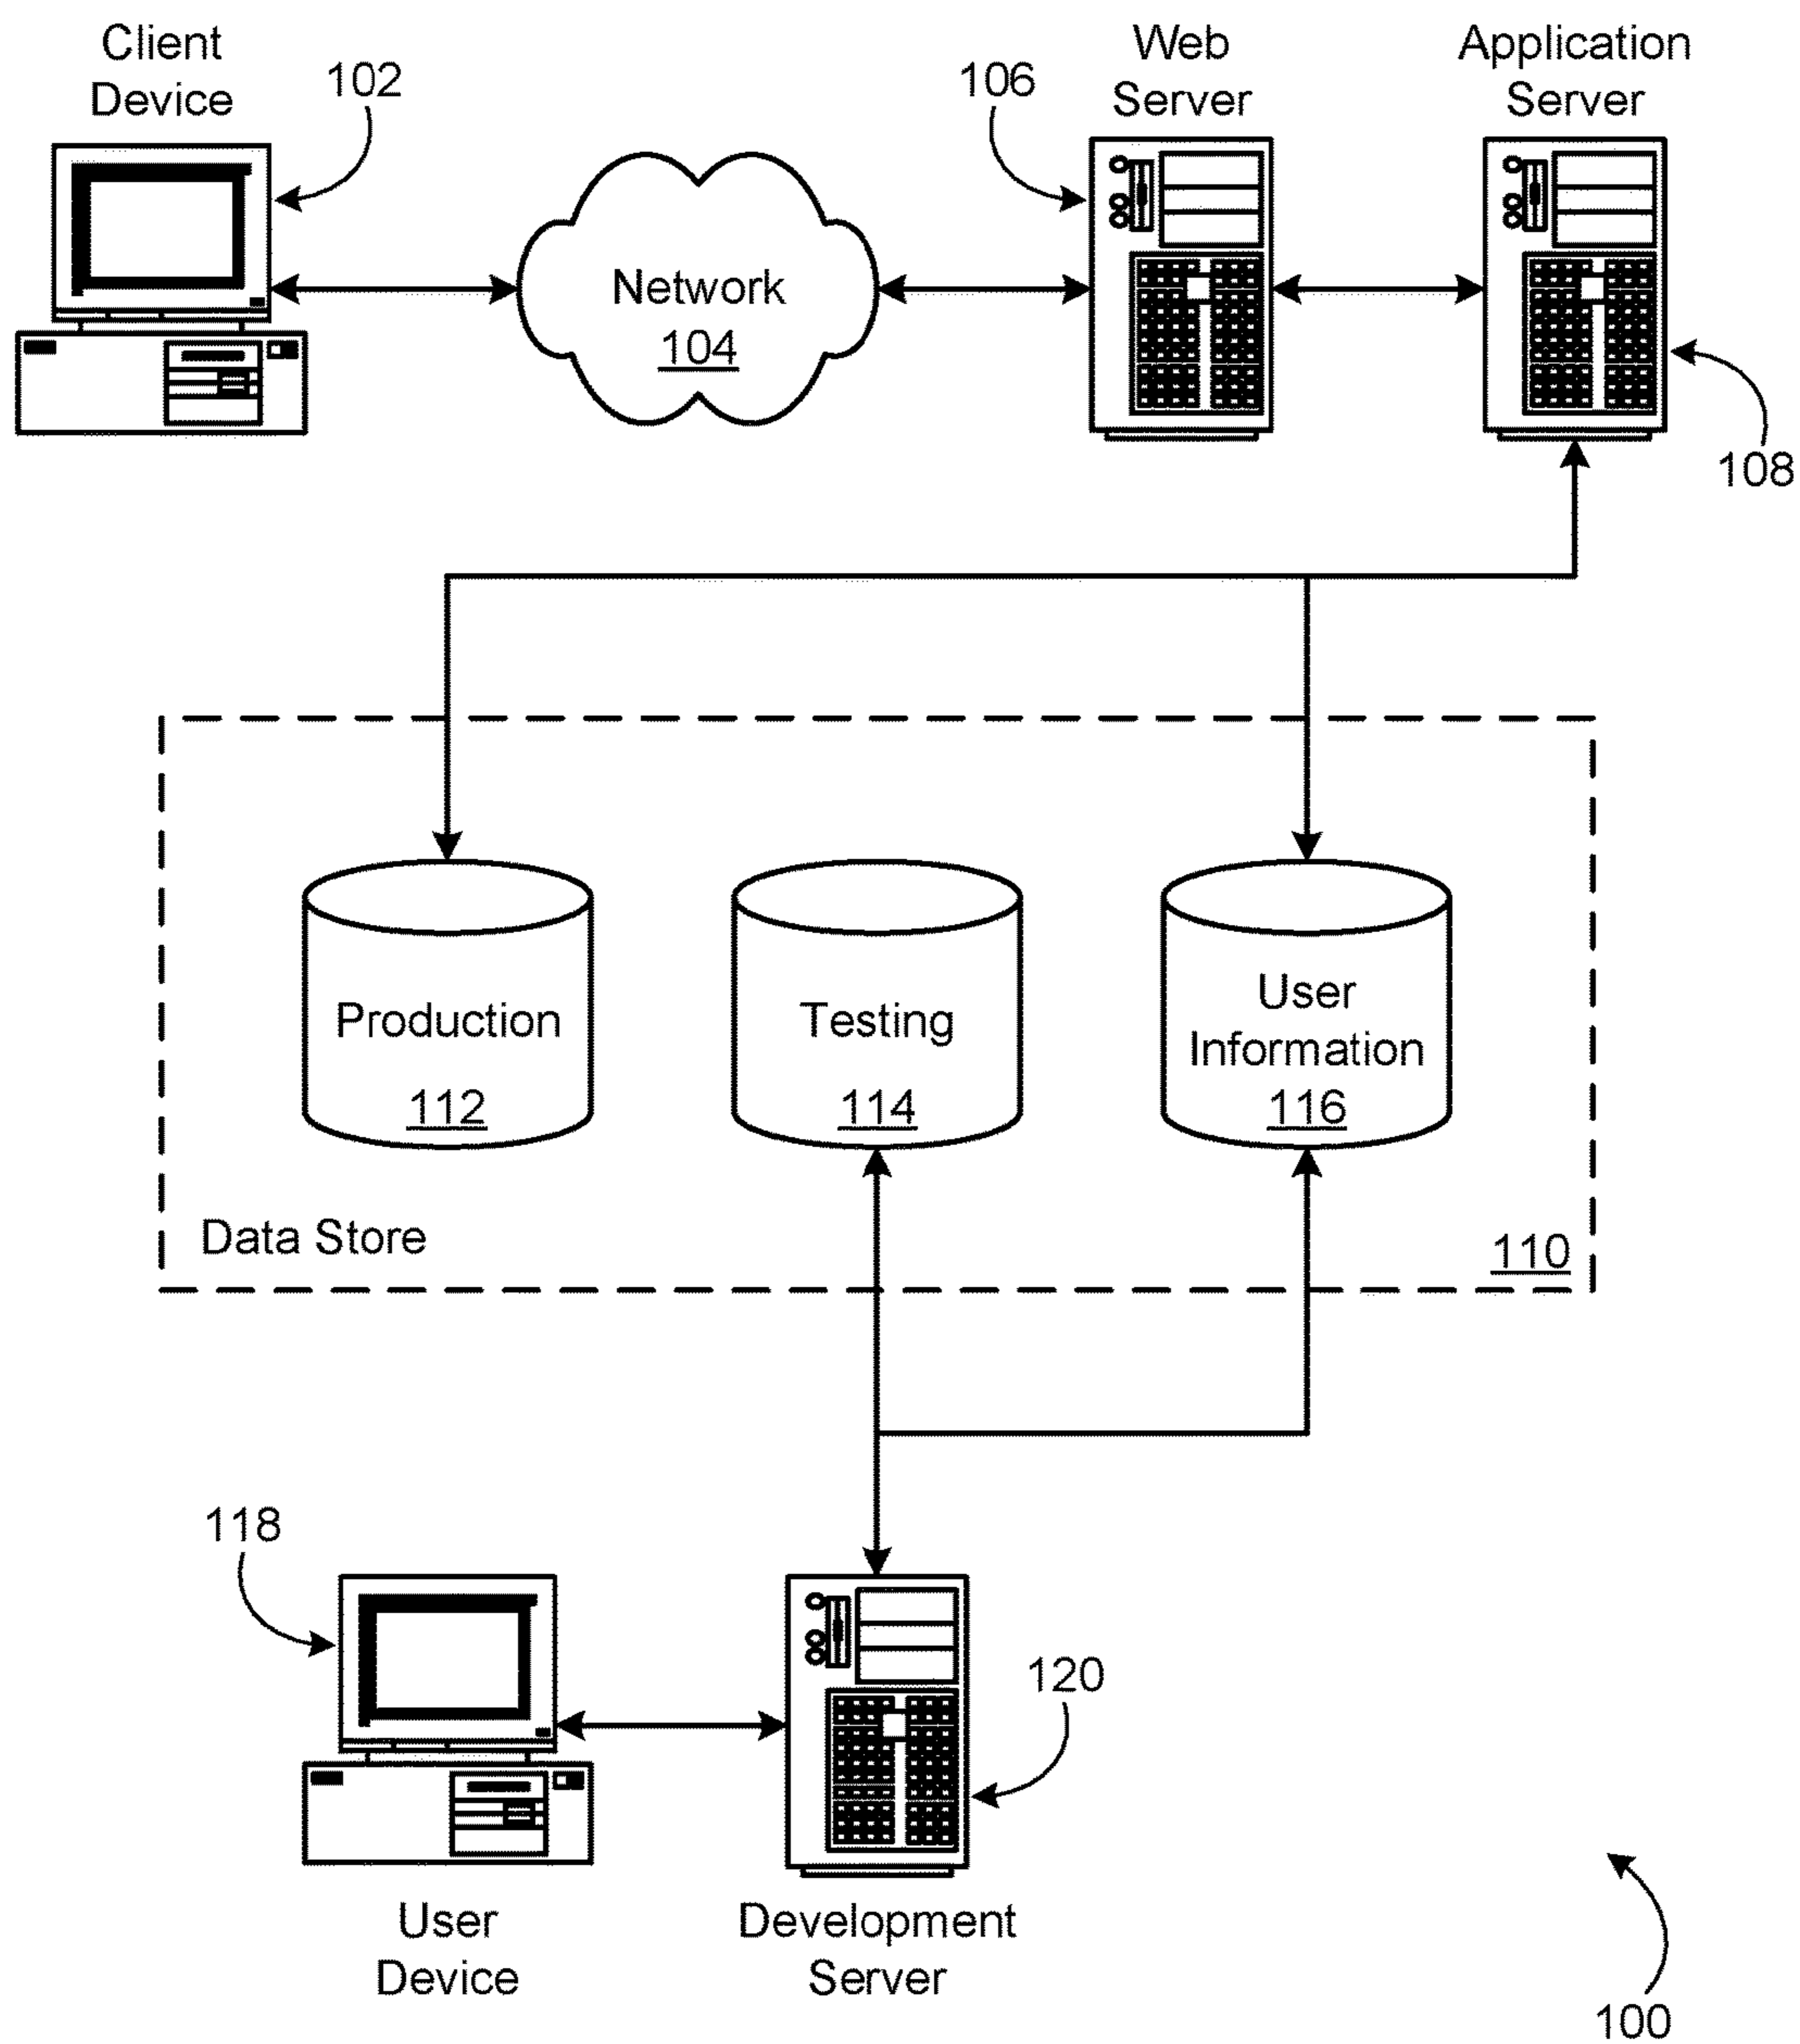 Client
Device
102
Web
Server
106
Application
Server
Network
104
108
Production
112
Testing
114
User
Information
116
Data Store
110
118
120
User
Device
Development
Server
100